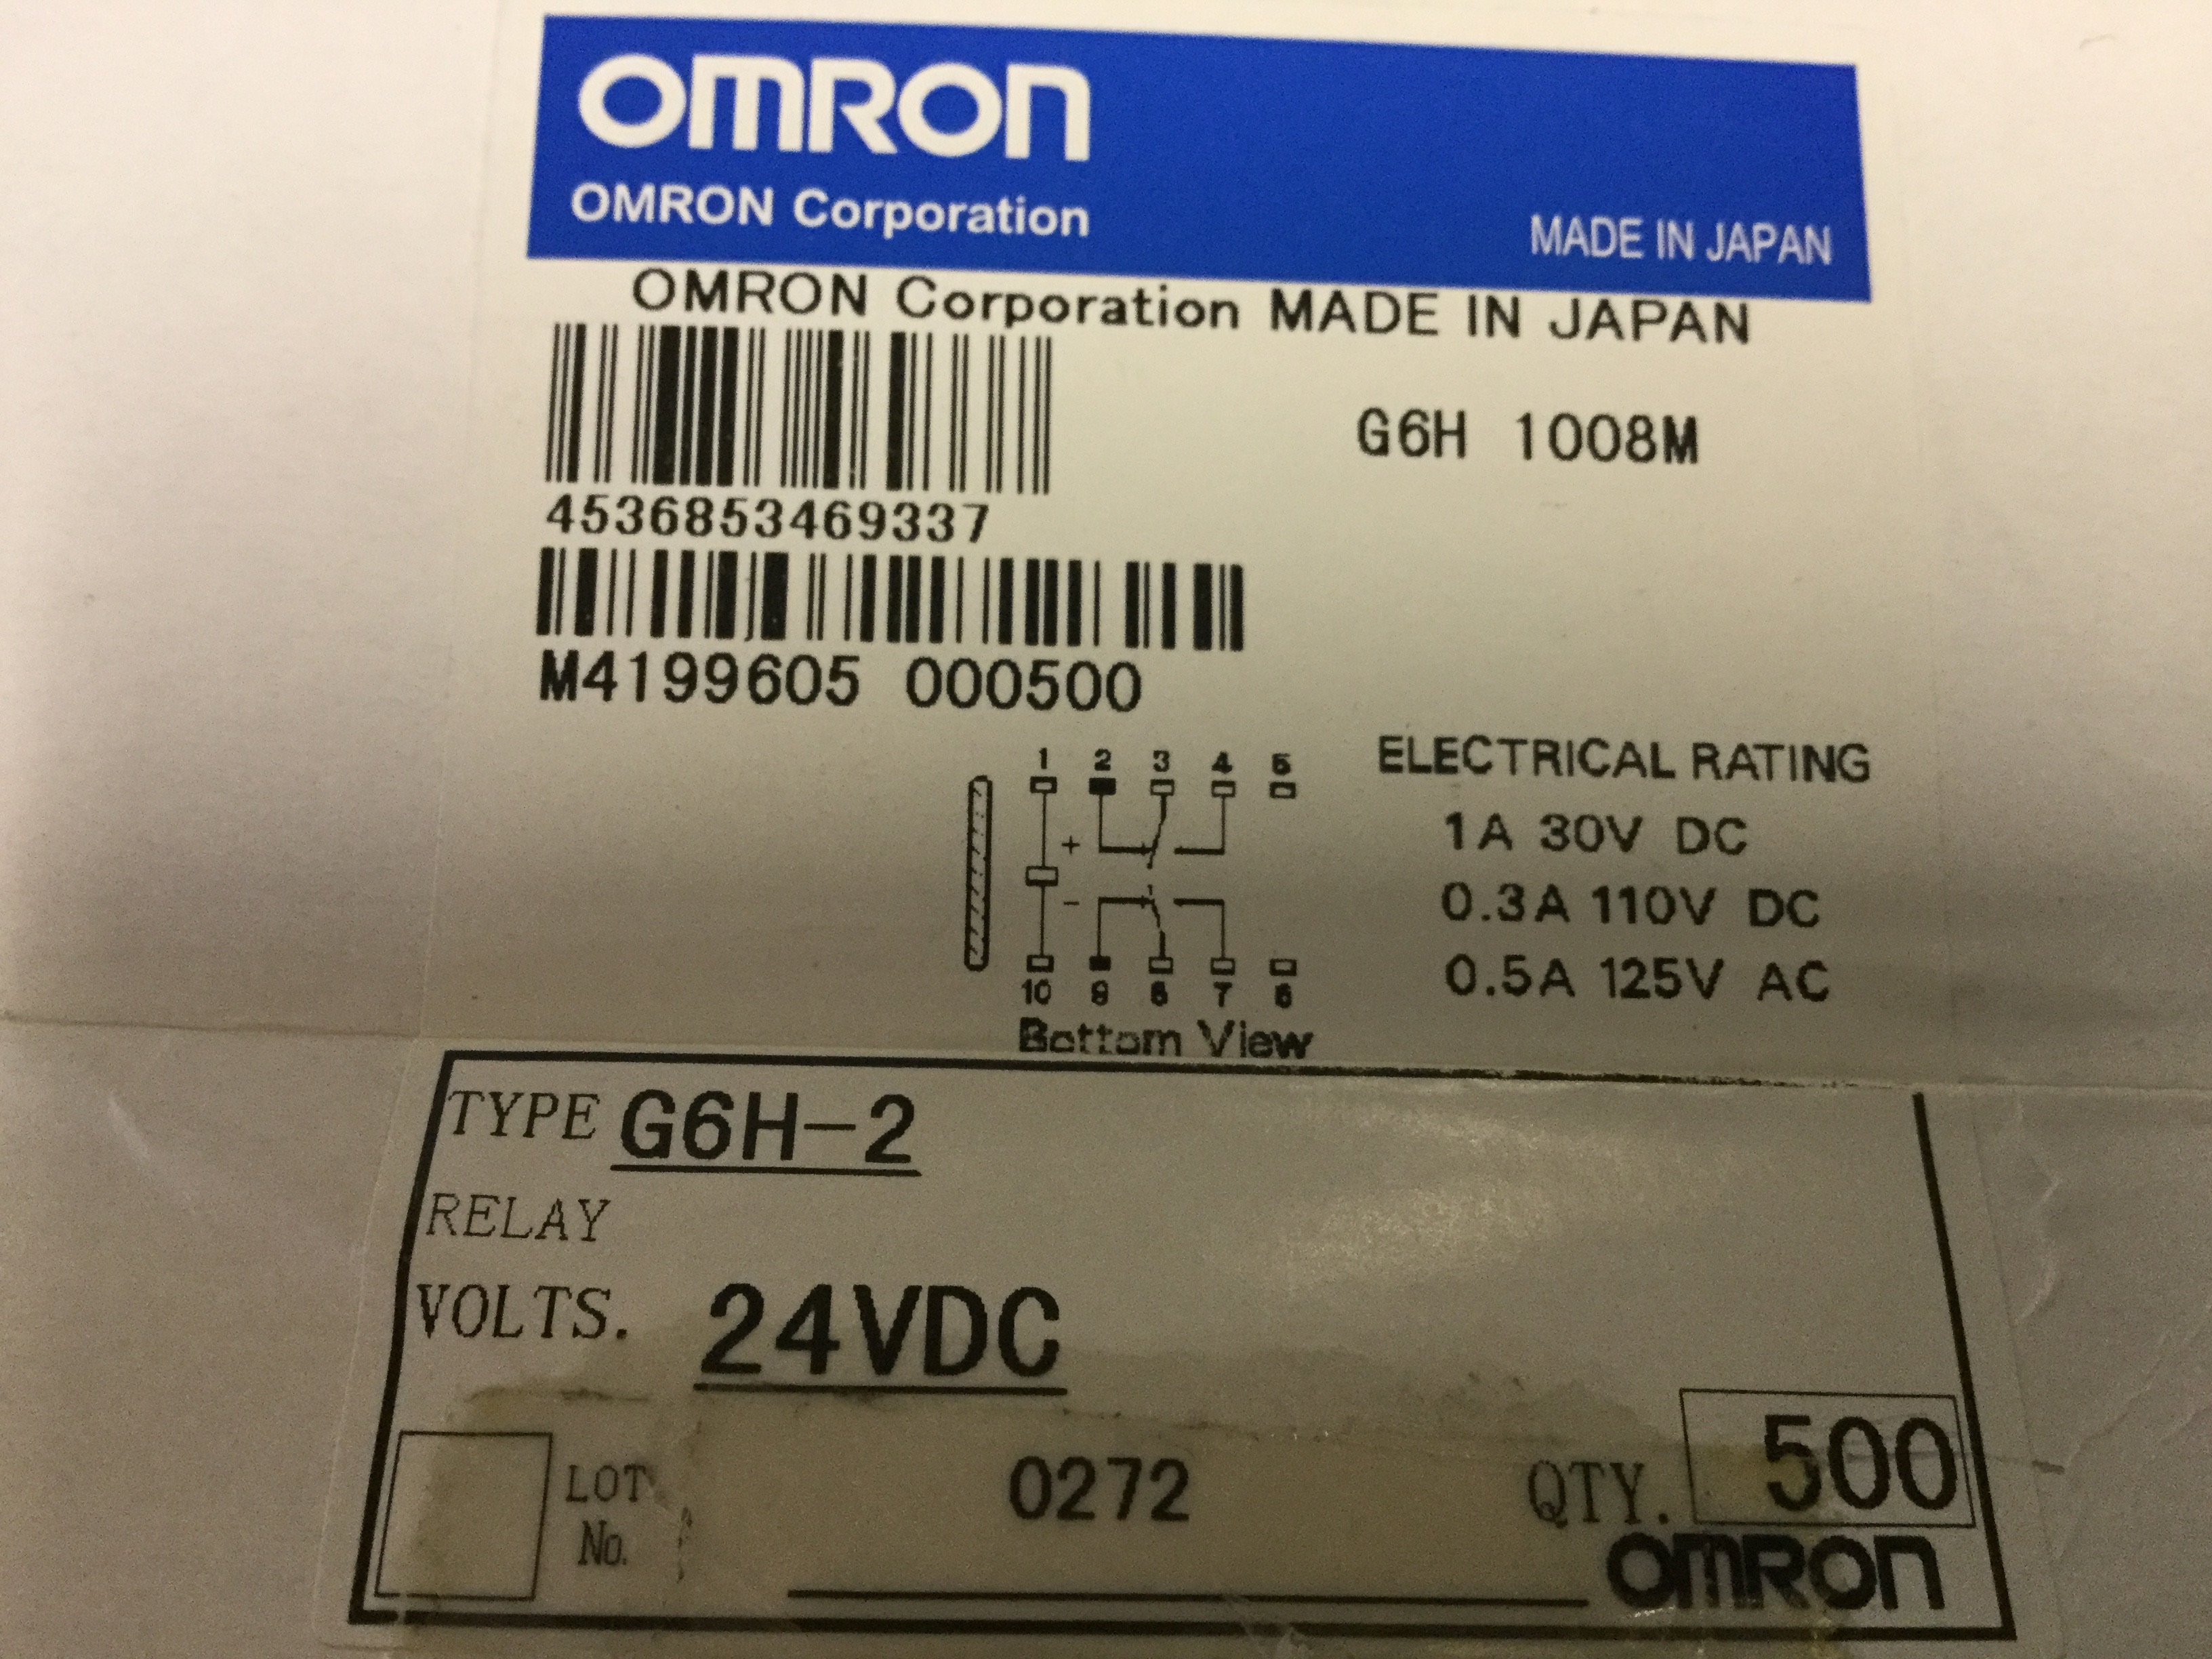 OMRON
OMRON Corporation
MADE IN JAPAN
OMRON Corporation MADE IN JAPAN
G6H 1008M
4536853469337
M4199605 000500
1 2 3 4 5
+
−
10 9 8 7 6
Bottom View
ELECTRICAL RATING
1A 30V DC
0.3A 110V DC
0.5A 125V AC
TYPE G6H-2
RELAY
VOLTS. 24VDC
LOT No. 0272
QTY. 500
OMRON